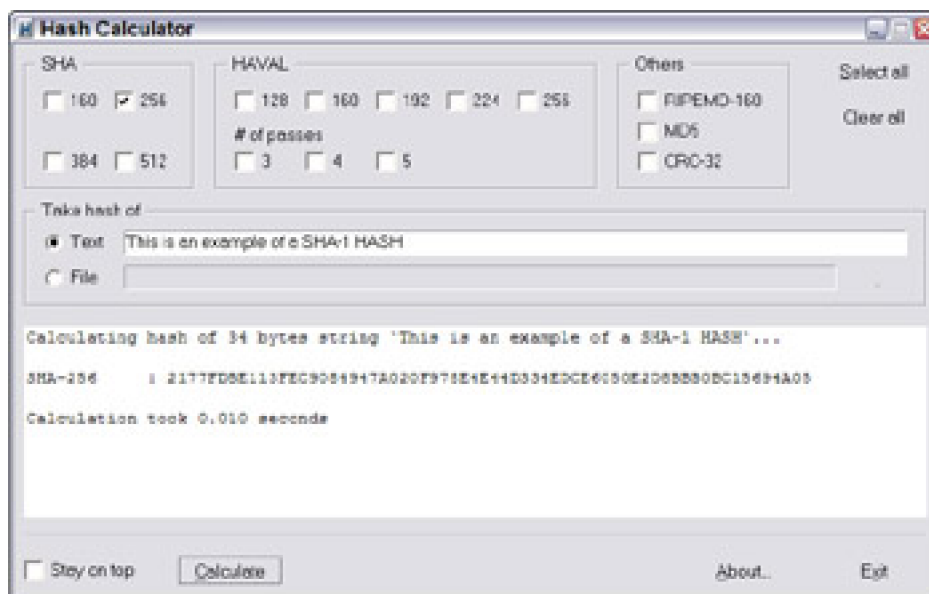 Hash Calculator
SHA
160 256
384 512
HAVAL
128 160 192 224 256
# of passes
3 4 5
Others
RIPEMD-160
MD5
CRC-32
Select all
Clear all
Take hash of
Text This is an example of a SHA-1 HASH
File
Calculating hash of 34 bytes string 'This is an example of a SHA-1 HASH'...
SHA-256 :
Calculation took 0.010 seconds
Stay on top Calculate About... Exit